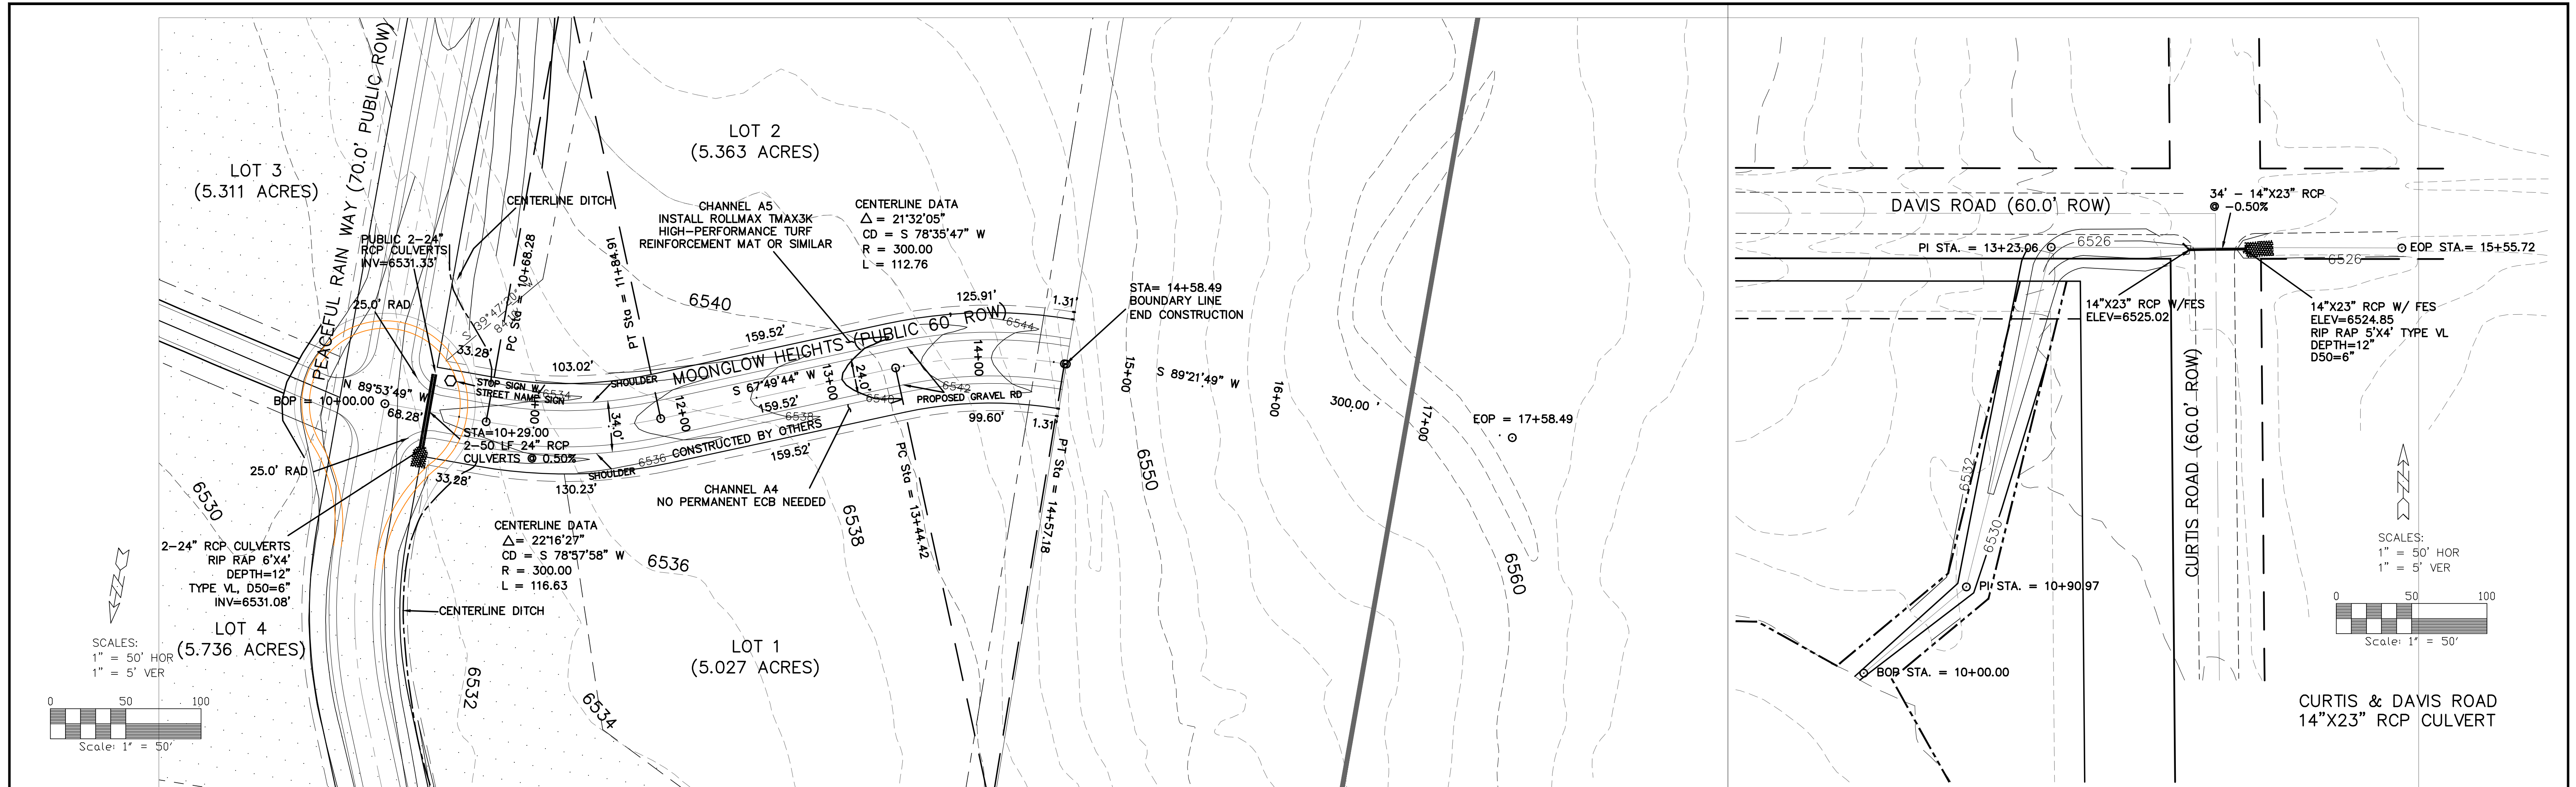 PEACEFUL RAIN WAY (70.0' PUBLIC ROW)
LOT 3
(5.311 ACRES)
LOT 2
(5.363 ACRES)
CENTERLINE DITCH
PUBLIC 2-24"
RCP CULVERTS
INV=6531.33'
25.0' RAD
PC Sta = 10+68.28
PT Sta = 11+84.91
CHANNEL A5
INSTALL ROLLMAX TMAX3K
HIGH-PERFORMANCE TURF
REINFORCEMENT MAT OR SIMILAR
CENTERLINE DATA
△ = 21°32'05"
CD = S 78°35'47" W
R = 300.00
L = 112.76
STA= 14+58.49
BOUNDARY LINE
END CONSTRUCTION
6540
125.91'
1.31'
159.52'
103.02'
33.28'
MOONGLOW HEIGHTS (PUBLIC 60' ROW)
6544
SHOULDER
STOP SIGN W/
STREET NAME SIGN
6534
N 89°53'49" W
BOP = 10+00.00
68.28'
34.0'
12+00
S 67°49'44" W
159.52'
13+00
24.0'
14+00
6542
6540
6538
PROPOSED GRAVEL RD
99.60'
1.31'
15+00
S 89°21'49" W
16+00
300.00 '
17+00
EOP = 17+58.49
STA=10+29.00
2-50 LF 24" RCP
CULVERTS @ 0.50%
6536
CONSTRUCTED BY OTHERS
159.52'
SHOULDER
25.0' RAD
33.28'
130.23'
CHANNEL A4
NO PERMANENT ECB NEEDED
PC Sta = 13+44.42
PT Sta = 14+57.18
6530
6550
6538
6560
6536
CENTERLINE DATA
△= 22°16'27"
CD = S 78°57'58" W
R = 300.00
L = 116.63
2-24" RCP CULVERTS
RIP RAP 6'X4'
DEPTH=12"
TYPE VL, D50=6"
INV=6531.08'
CENTERLINE DITCH
LOT 4
(5.736 ACRES)
LOT 1
(5.027 ACRES)
6532
6534
SCALES:
1" = 50' HOR
1" = 5' VER
0 50 100
Scale: 1" = 50'
DAVIS ROAD (60.0' ROW)
34' - 14"X23" RCP
@ -0.50%
PI STA. = 13+23.06
6526
EOP STA.= 15+55.72
6526
14"X23" RCP W/FES
ELEV=6525.02
14"X23" RCP W/ FES
ELEV=6524.85
RIP RAP 5'X4' TYPE VL
DEPTH=12"
D50=6"
CURTIS ROAD (60.0' ROW)
6532
6530
PI STA. = 10+90.97
BOP STA. = 10+00.00
SCALES:
1" = 50' HOR
1" = 5' VER
0 50 100
Scale: 1" = 50'
CURTIS & DAVIS ROAD
14"X23" RCP CULVERT